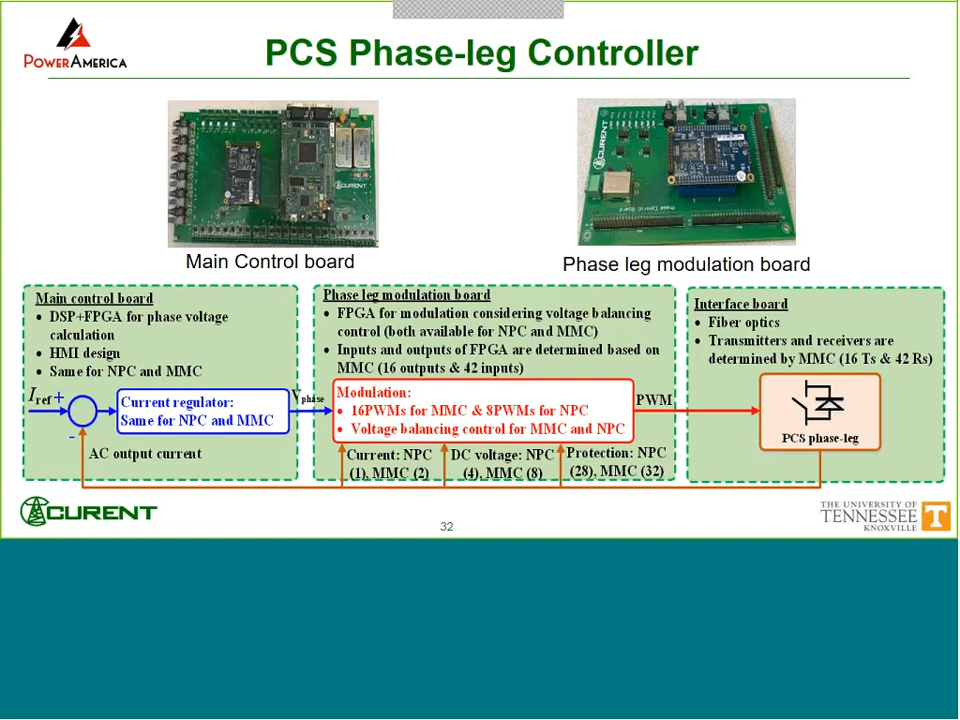 POWERAMERICA
PCS Phase-leg Controller
CURENT
CURENT
Phase Control Board
Main Control board
Phase leg modulation board
Main control board
• DSP+FPGA for phase voltage
calculation
• HMI design
• Same for NPC and MMC
Iref +
-
Current regulator:
Same for NPC and MMC
AC output current
Vphase
Phase leg modulation board
• FPGA for modulation considering voltage balancing
control (both available for NPC and MMC)
• Inputs and outputs of FPGA are determined based on
MMC (16 outputs & 42 inputs)
Modulation:
• 16PWMs for MMC & 8PWMs for NPC
• Voltage balancing control for MMC and NPC
Current: NPC
(1), MMC (2)
DC voltage: NPC
(4), MMC (8)
Protection: NPC
(28), MMC (32)
PWM
Interface board
• Fiber optics
• Transmitters and receivers are
determined by MMC (16 Ts & 42 Rs)
PCS phase-leg
CURENT
32
THE UNIVERSITY OF
TENNESSEE
KNOXVILLE
T